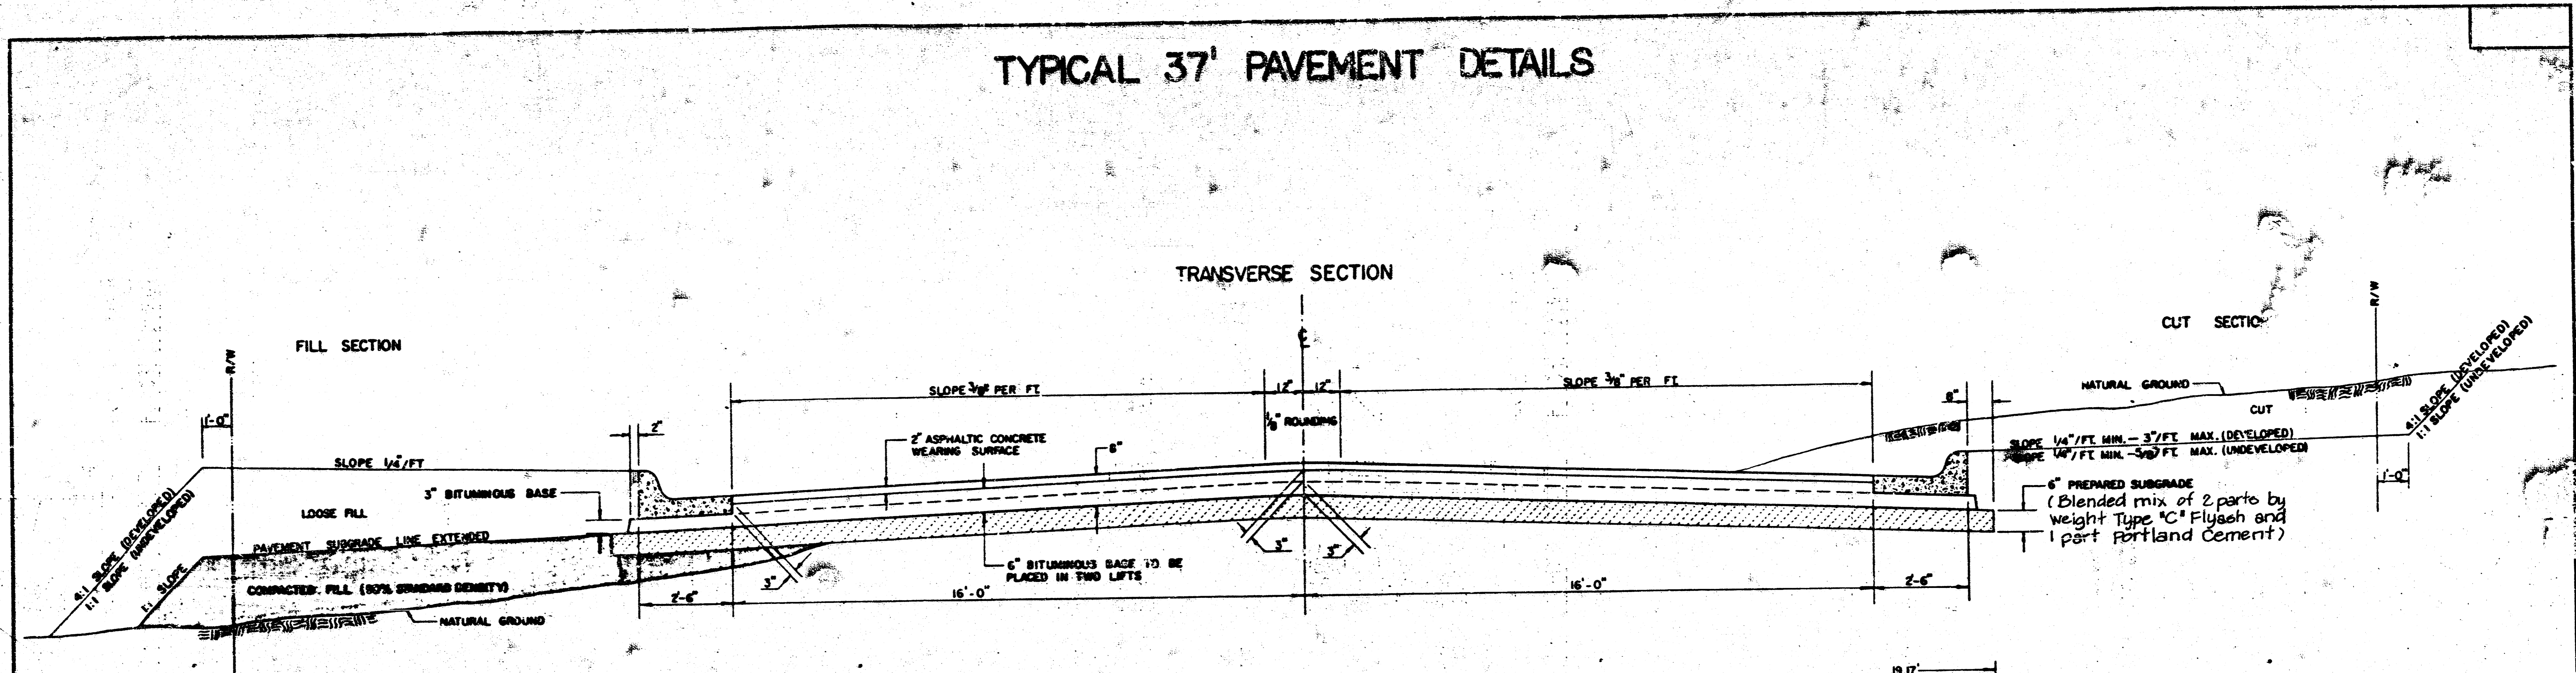 TYPICAL 37' PAVEMENT DETAILS
TRANSVERSE SECTION
FILL SECTION
CUT SECTIO
R/W
R/W
℄
SLOPE 3/8" PER FT.
12"
12"
SLOPE 3/8" PER FT.
1/8" ROUNDING
NATURAL GROUND
CUT
4:1 SLOPE (DEVELOPED)
1:1 SLOPE (UNDEVELOPED)
1'-0"
2"
2" ASPHALTIC CONCRETE
WEARING SURFACE
SLOPE 1/4"/FT
3" BITUMINOUS BASE
LOOSE FILL
PAVEMENT SUBGRADE LINE EXTENDED
COMPACTED FILL (90% STANDARD DENSITY)
4:1 SLOPE (DEVELOPED)
1:1 SLOPE (UNDEVELOPED)
1:1 SLOPE
NATURAL GROUND
SLOPE 1/4"/FT. MIN. - 3"/FT. MAX. (DEVELOPED)
SLOPE 1/4"/FT. MIN. - 5/8"/FT. MAX. (UNDEVELOPED)
1'-0"
6" PREPARED SUBGRADE
(Blended mix of 2 parts by
weight Type "C" Flyash and
1 part Portland Cement)
3"
3"
3"
6" BITUMINOUS BASE TO BE
PLACED IN TWO LIFTS
2'-6"
16'-0"
16'-0"
2'-6"
19.17'